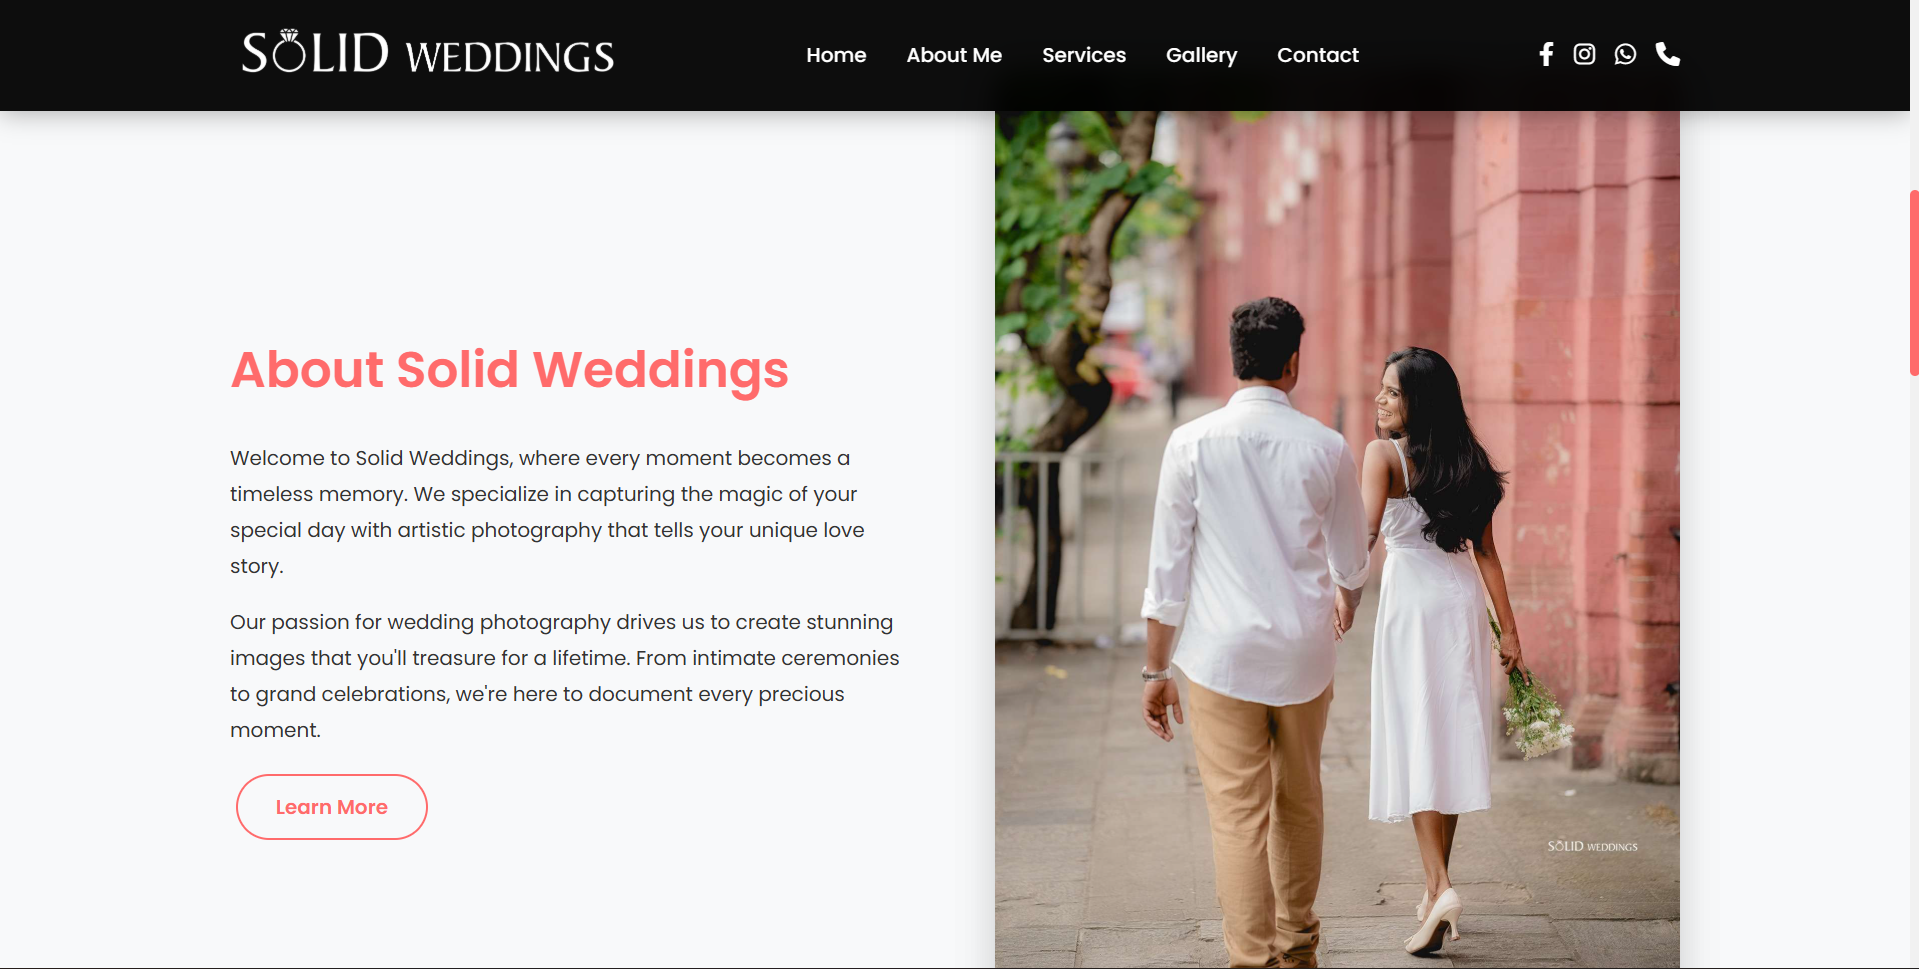 SOLID WEDDINGS
Home About Me Services Gallery Contact
About Solid Weddings
Welcome to Solid Weddings, where every moment becomes a
timeless memory. We specialize in capturing the magic of your
special day with artistic photography that tells your unique love
story.
Our passion for wedding photography drives us to create stunning
images that you'll treasure for a lifetime. From intimate ceremonies
to grand celebrations, we're here to document every precious
moment.
Learn More
SOLID WEDDINGS